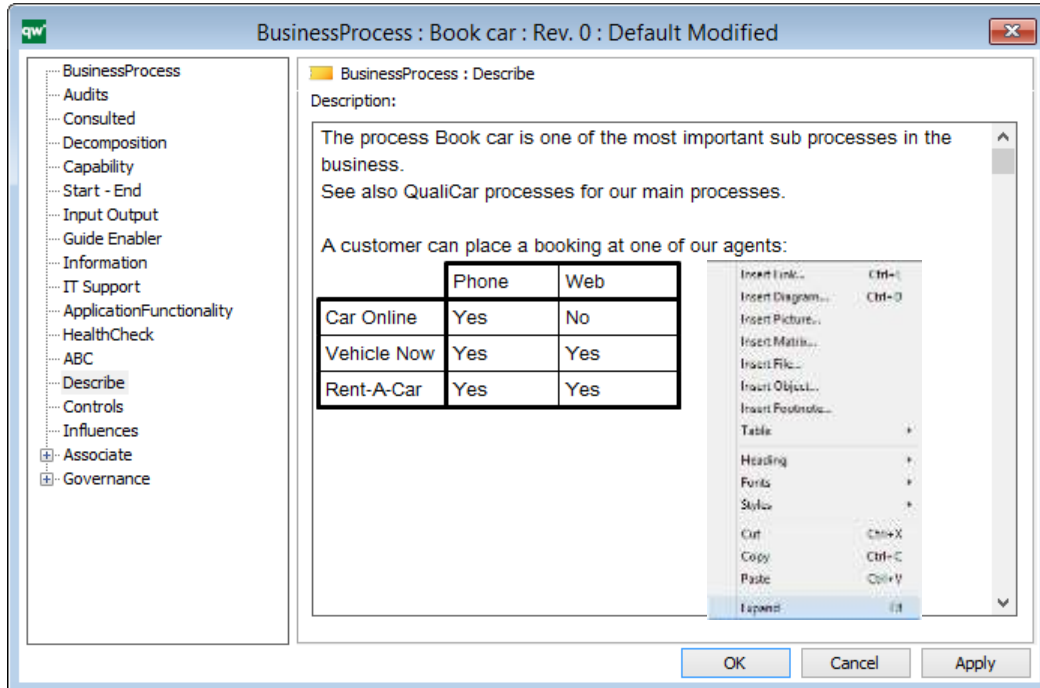 qw
BusinessProcess : Book car : Rev. 0 : Default Modified
BusinessProcess
Audits
Consulted
Decomposition
Capability
Start - End
Input Output
Guide Enabler
Information
IT Support
ApplicationFunctionality
HealthCheck
ABC
Describe
Controls
Influences
Associate
Governance
BusinessProcess : Describe
Description:
The process Book car is one of the most important sub processes in the
business.
See also QualiCar processes for our main processes.
A customer can place a booking at one of our agents:
Phone Web
Car Online Yes No
Vehicle Now Yes Yes
Rent-A-Car Yes Yes
Insert Link... Ctrl+L
Insert Diagram... Ctrl+D
Insert Picture...
Insert Matrix...
Insert File...
Insert Object...
Insert Footnote...
Table
Heading
Fonts
Styles
Cut Ctrl+X
Copy Ctrl+C
Paste Ctrl+V
Expand
OK Cancel Apply